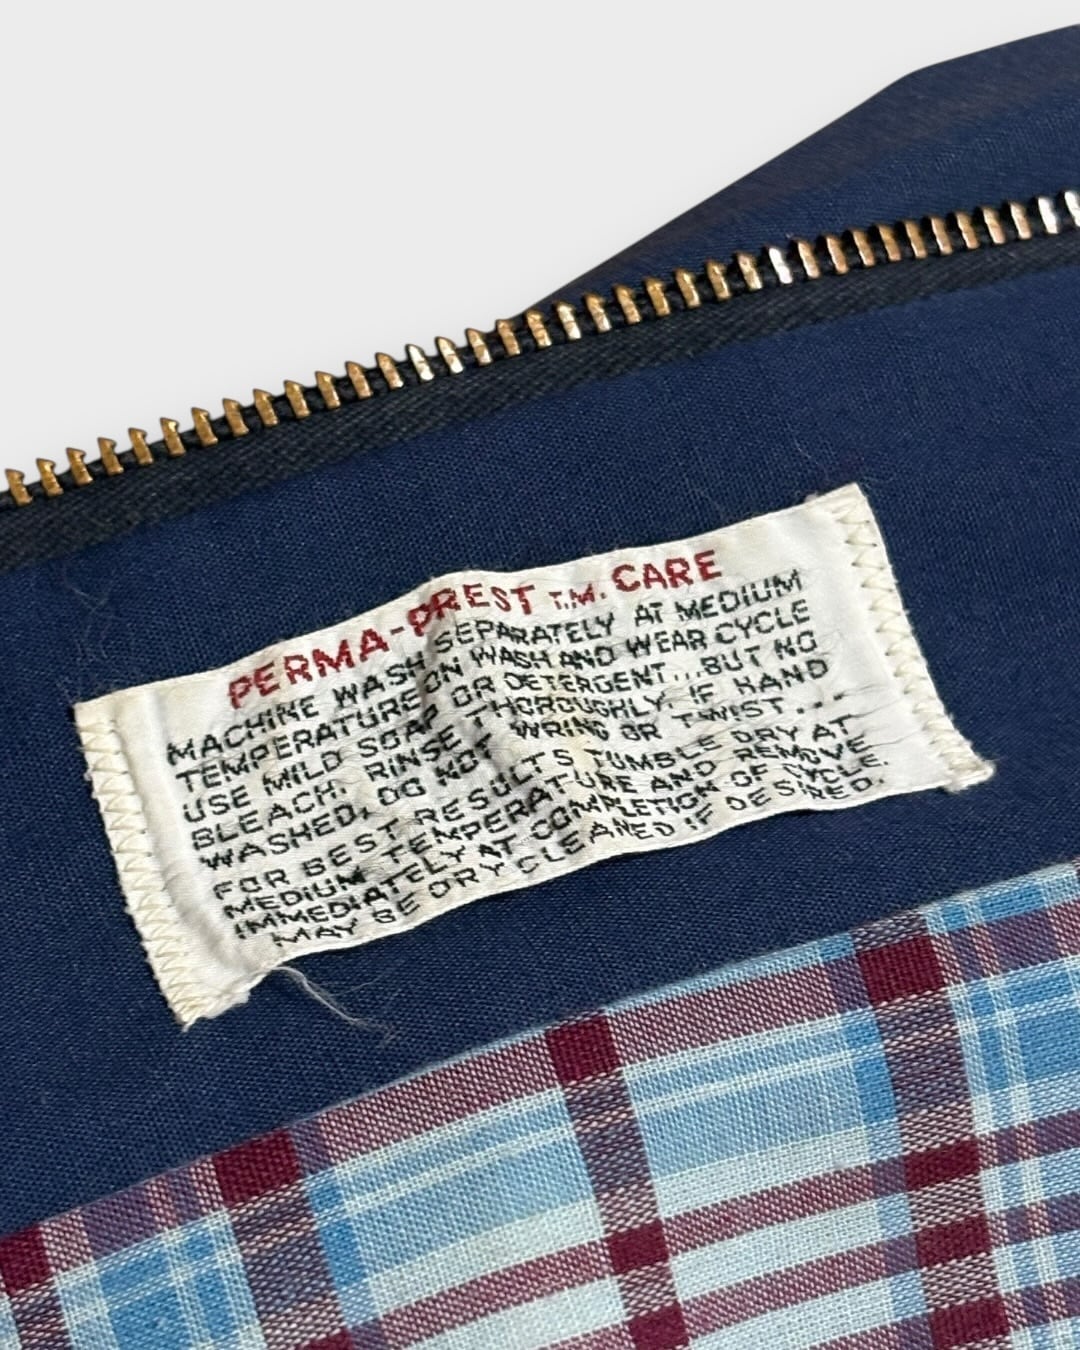 PERMA-PREST T.M. CARE
MACHINE WASH SEPARATELY AT MEDIUM
TEMPERATURE ON WASH AND WEAR CYCLE
USE MILD SOAP OR DETERGENT...BUT NO
BLEACH. RINSE THOROUGHLY. IF HAND
WASHED, DO NOT WRING OR TWIST...
FOR BEST RESULTS TUMBLE DRY AT
MEDIUM TEMPERATURE AND REMOVE
IMMEDIATELY AT COMPLETION OF CYCLE.
MAY BE DRY CLEANED IF DESIRED.